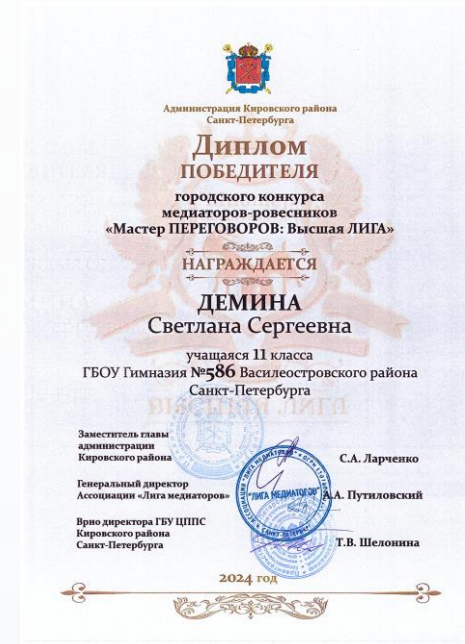 Администрация Кировского района
Санкт-Петербурга
Диплом
ПОБЕДИТЕЛЯ
городского конкурса
медиаторов-ровесников
«Мастер ПЕРЕГОВОРОВ: Высшая ЛИГА»
НАГРАЖДАЕТСЯ
ДЕМИНА
Светлана Сергеевна
учащаяся 11 класса
ГБОУ Гимназия №586 Василеостровского района
Санкт-Петербурга
Заместитель главы
администрации
Кировского района
С.А. Ларченко
Генеральный директор
Ассоциации «Лига медиаторов»
"ЛИГА МЕДИАТОРОВ"
А.А. Путиловский
Врио директора ГБУ ЦППС
Кировского района
Санкт-Петербурга
Т.В. Шелонина
2024 год